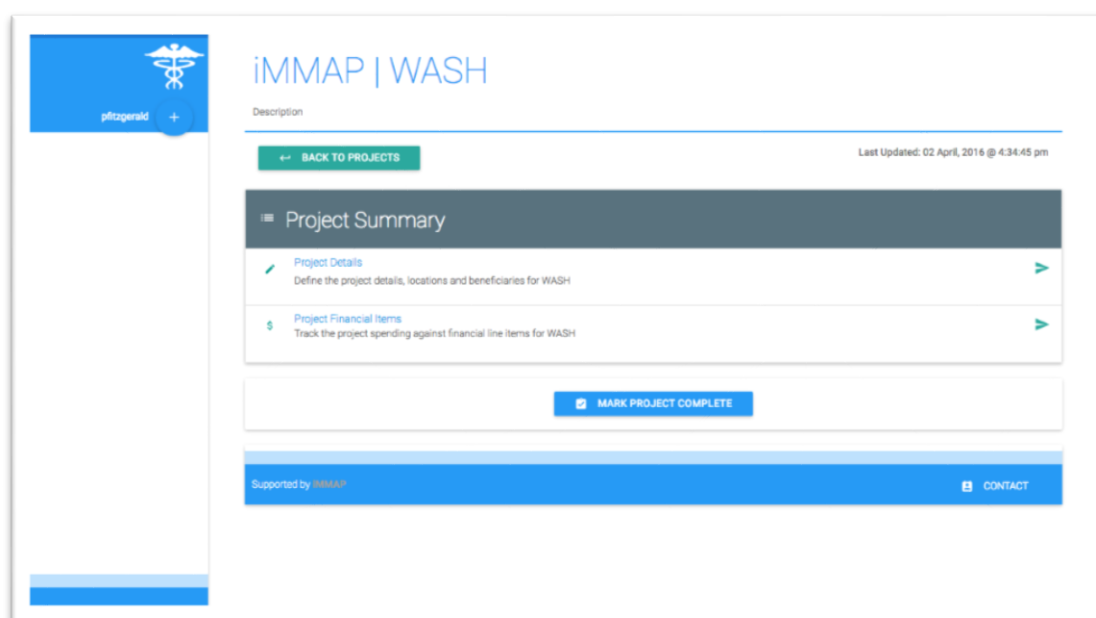 pfitzgerald
iMMAP | WASH
Description
BACK TO PROJECTS
Last Updated: 02 April, 2016 @ 4:34:45 pm
Project Summary
Project Details
Define the project details, locations and beneficiaries for WASH
$
Project Financial Items
Track the project spending against financial line items for WASH
MARK PROJECT COMPLETE
Supported by iMMAP
CONTACT